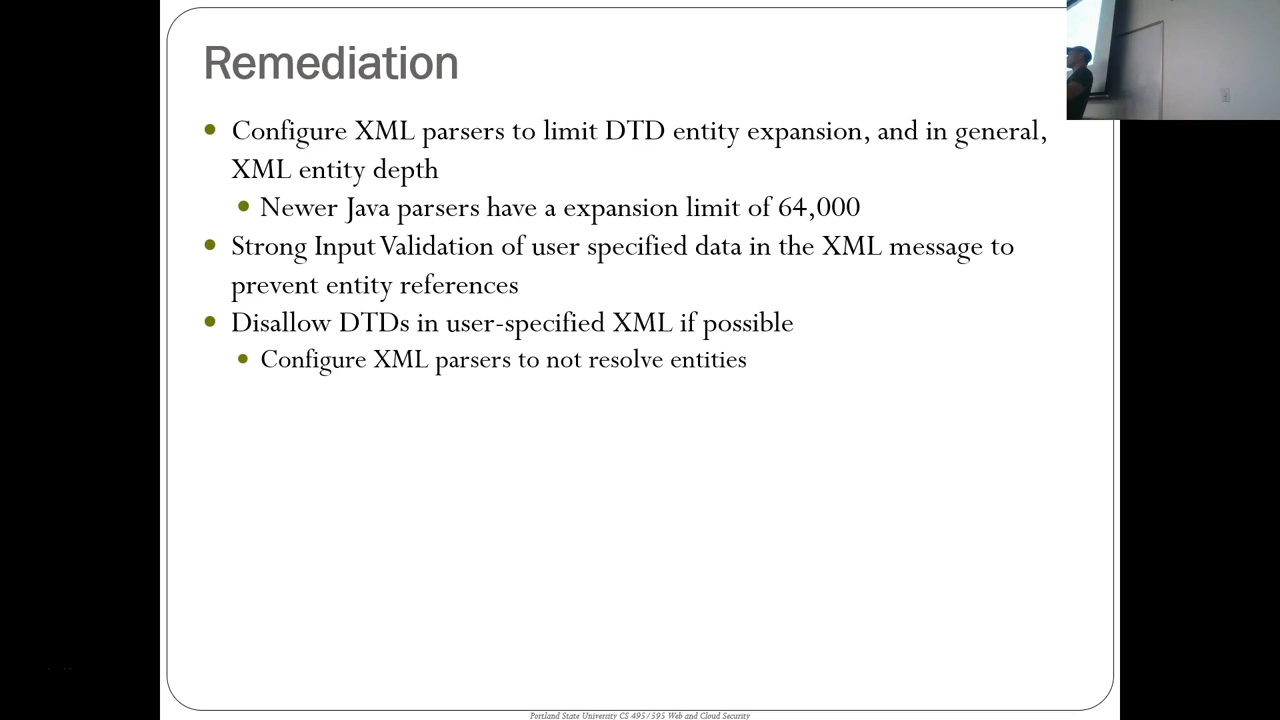 Remediation
Configure XML parsers to limit DTD entity expansion, and in general,
XML entity depth
Newer Java parsers have a expansion limit of 64,000
Strong Input Validation of user specified data in the XML message to
prevent entity references
Disallow DTDs in user-specified XML if possible
Configure XML parsers to not resolve entities
Portland State University CS 495/595 Web and Cloud Security